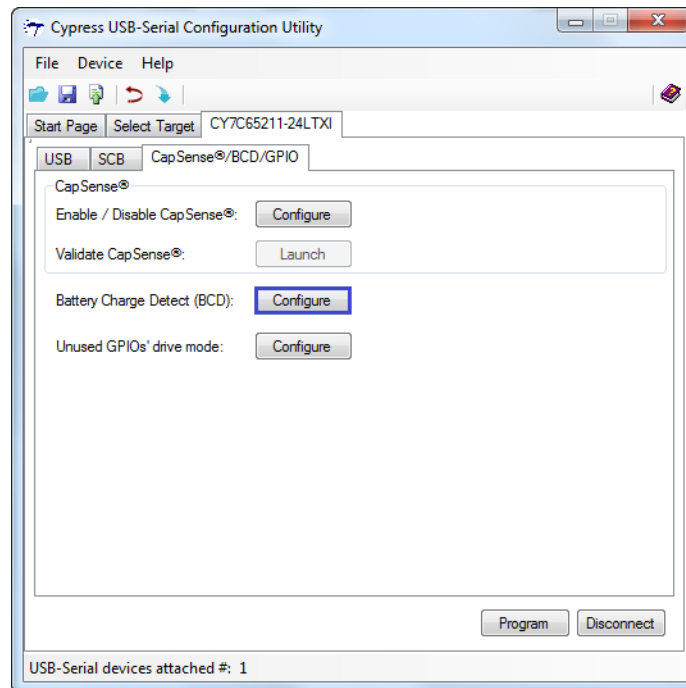 Cypress USB-Serial Configuration Utility
File Device Help
Start Page Select Target CY7C65211-24LTXI
USB SCB CapSense®/BCD/GPIO
CapSense®
Enable / Disable CapSense®: Configure
Validate CapSense®: Launch
Battery Charge Detect (BCD): Configure
Unused GPIOs' drive mode: Configure
Program Disconnect
USB-Serial devices attached #: 1